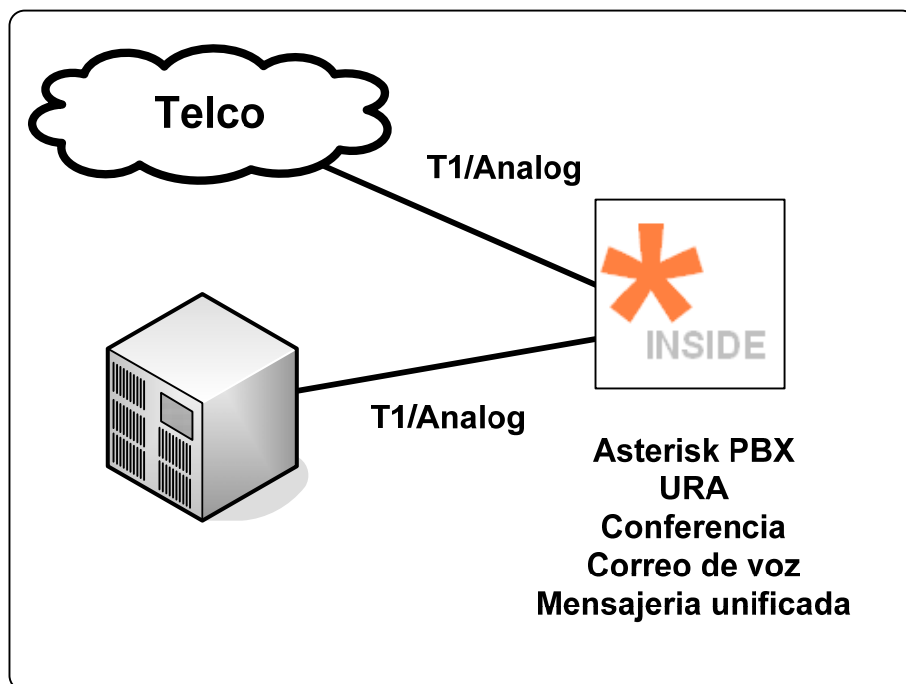 Telco
T1/Analog
INSIDE
T1/Analog
Asterisk PBX
URA
Conferencia
Correo de voz
Mensajeria unificada